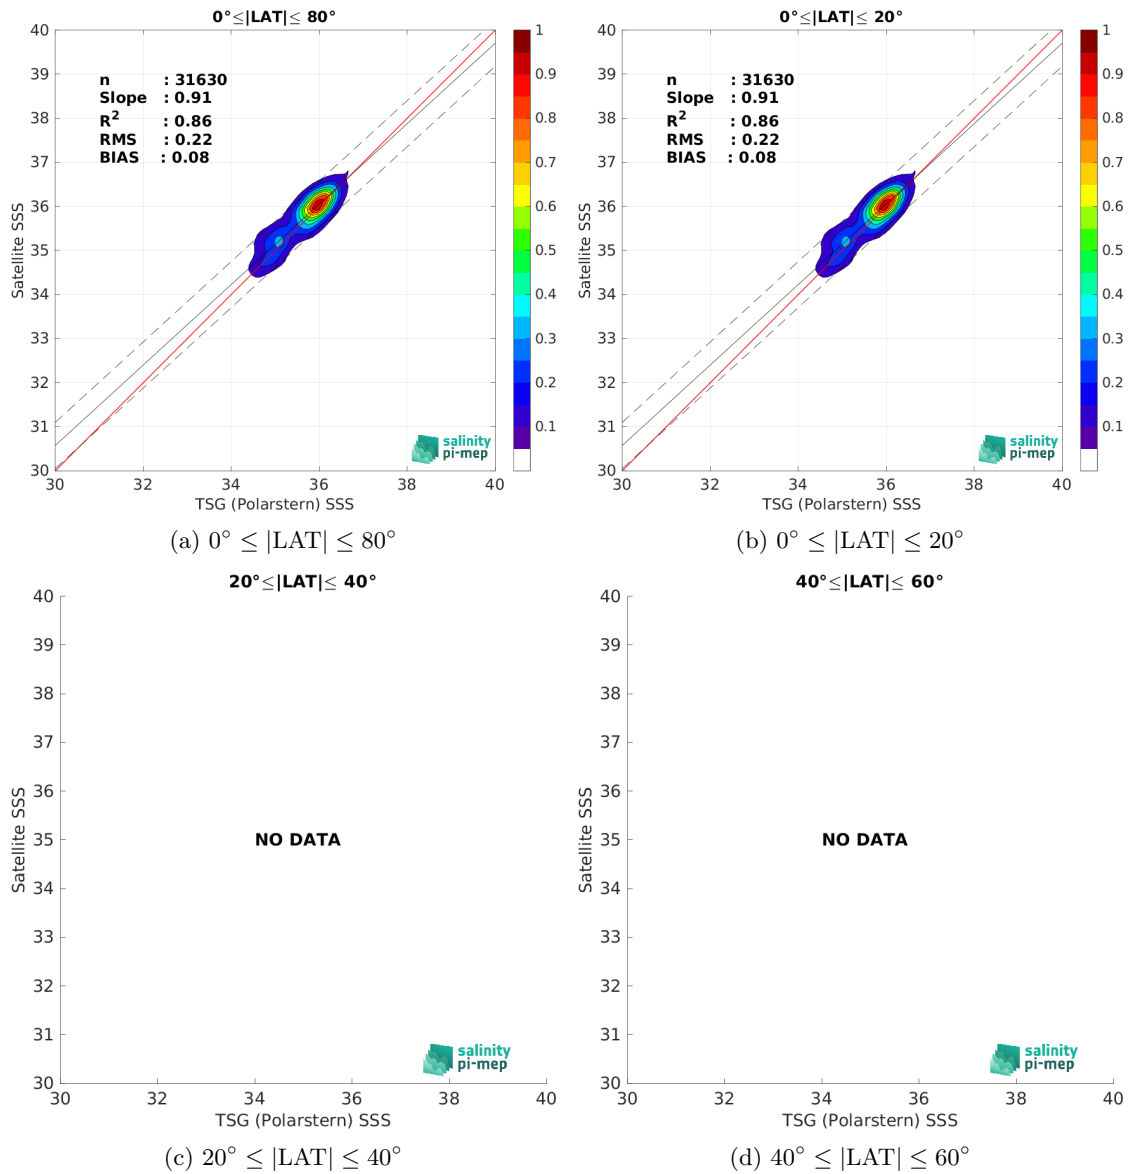 0°≤|LAT|≤ 80°
40
39
38
37
36
35
34
33
32
31
30
Satellite SSS
n : 31630
Slope : 0.91
R2 : 0.86
RMS : 0.22
BIAS : 0.08
salinity
pi-mep
30 32 34 36 38 40
TSG (Polarstern) SSS
1
0.9
0.8
0.7
0.6
0.5
0.4
0.3
0.2
0.1
(a) 0° ≤ |LAT| ≤ 80°
0°≤|LAT|≤ 20°
40
39
38
37
36
35
34
33
32
31
30
Satellite SSS
n : 31630
Slope : 0.91
R2 : 0.86
RMS : 0.22
BIAS : 0.08
salinity
pi-mep
30 32 34 36 38 40
TSG (Polarstern) SSS
1
0.9
0.8
0.7
0.6
0.5
0.4
0.3
0.2
0.1
(b) 0° ≤ |LAT| ≤ 20°
20°≤|LAT|≤ 40°
40
39
38
37
36
35
34
33
32
31
30
Satellite SSS
NO DATA
salinity
pi-mep
30 32 34 36 38 40
TSG (Polarstern) SSS
(c) 20° ≤ |LAT| ≤ 40°
40°≤|LAT|≤ 60°
40
39
38
37
36
35
34
33
32
31
30
Satellite SSS
NO DATA
salinity
pi-mep
30 32 34 36 38 40
TSG (Polarstern) SSS
(d) 40° ≤ |LAT| ≤ 60°